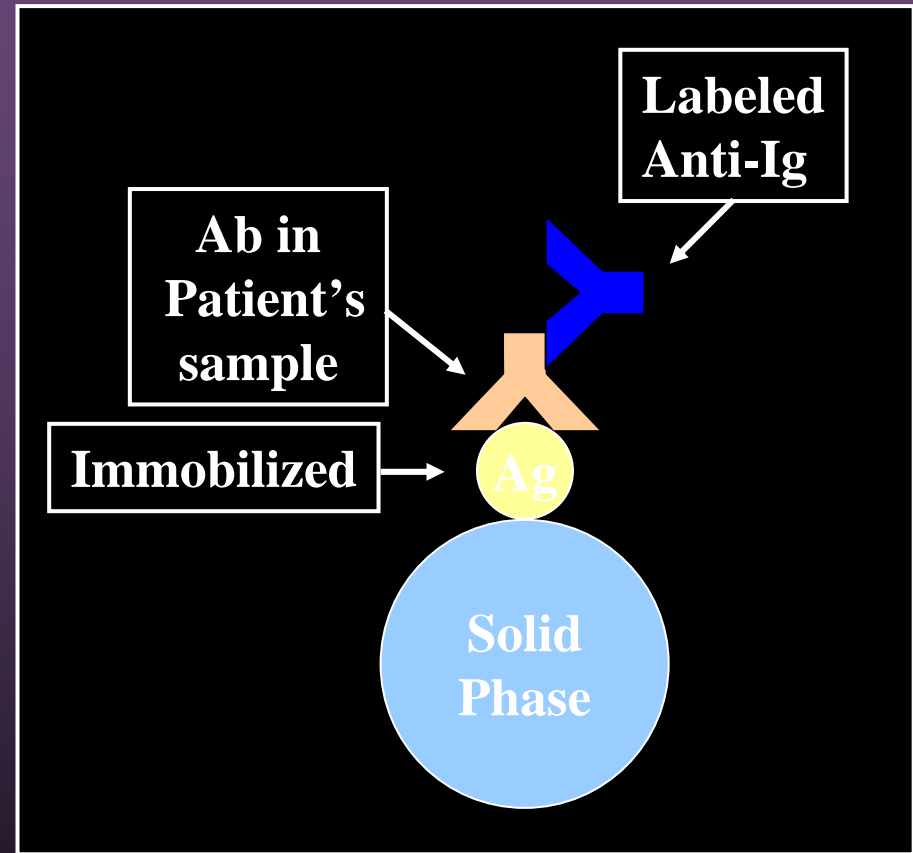 Labeled
Anti-Ig
Ab in
Patient’s
sample
Immobilized
Ag
Solid
Phase